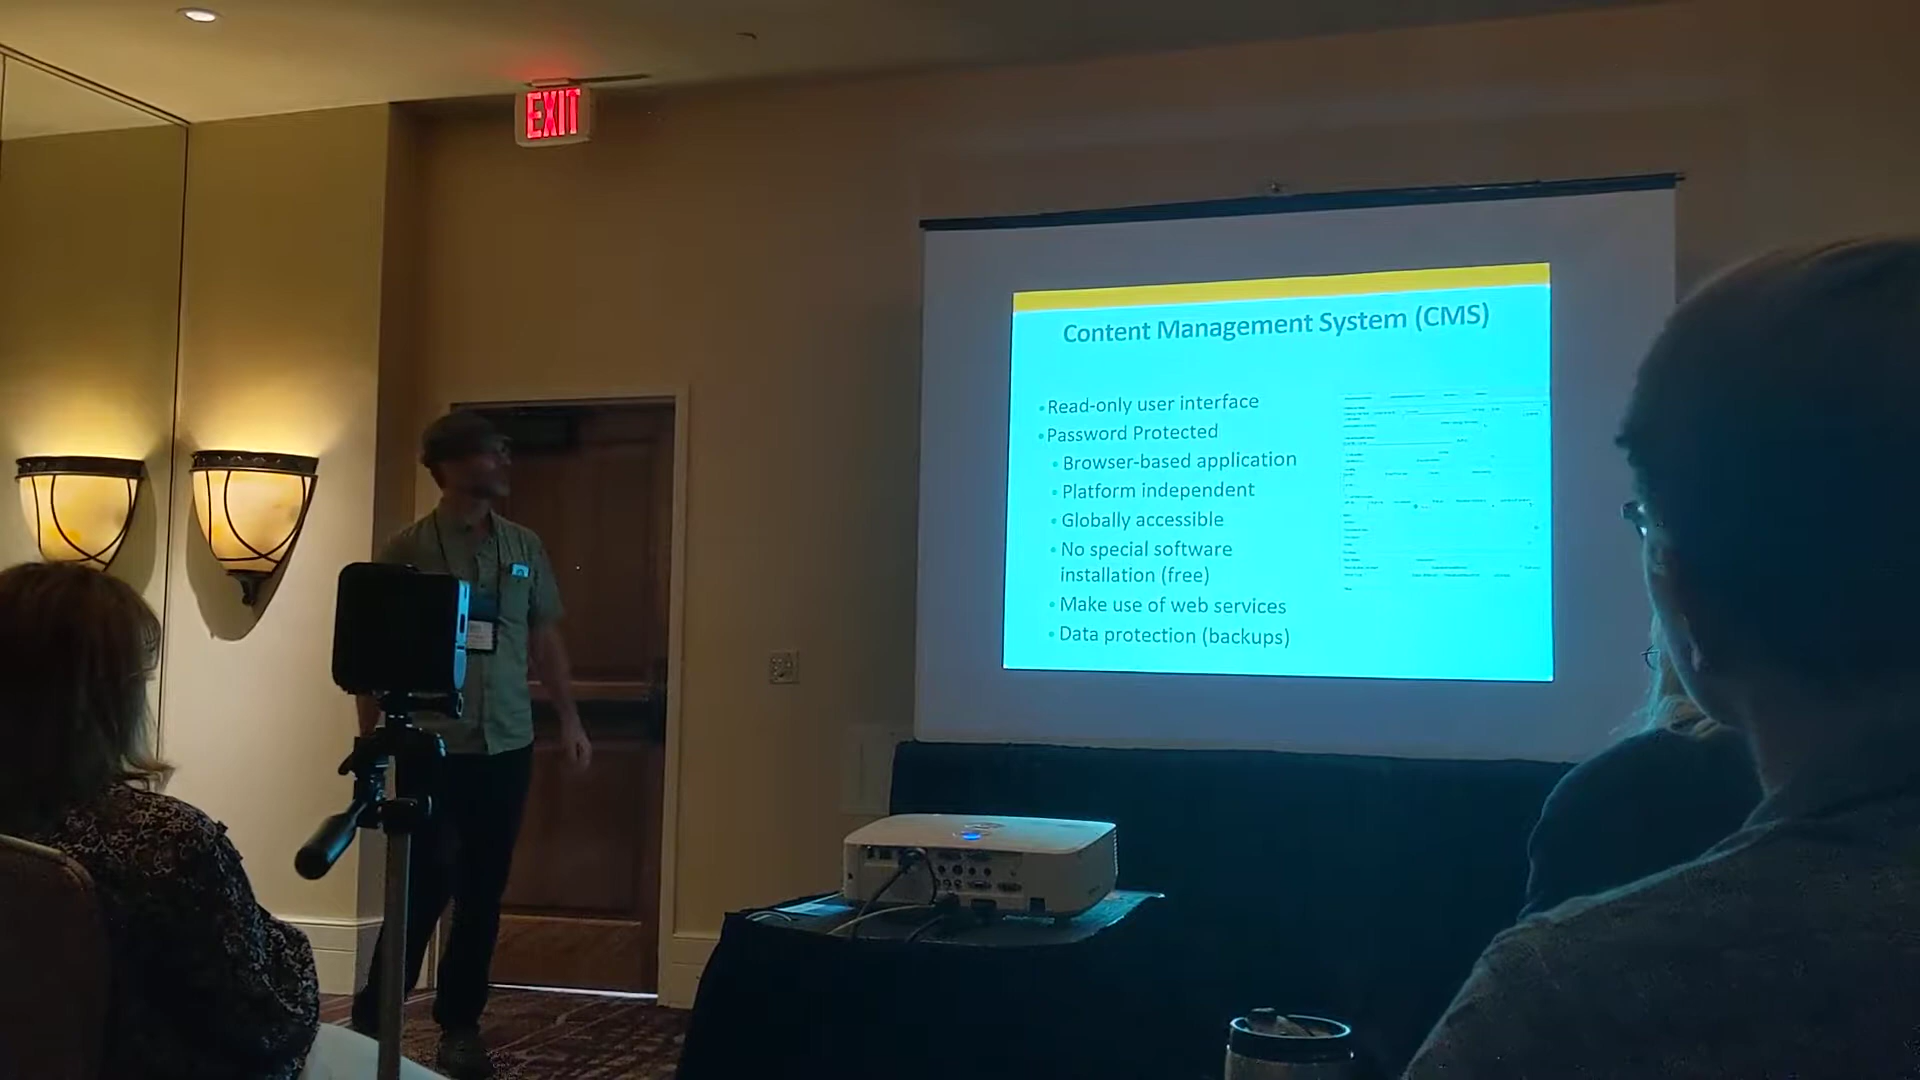 EXIT
Content Management System (CMS)
• Read-only user interface
• Password Protected
• Browser-based application
• Platform independent
• Globally accessible
• No special software
installation (free)
• Make use of web services
• Data protection (backups)